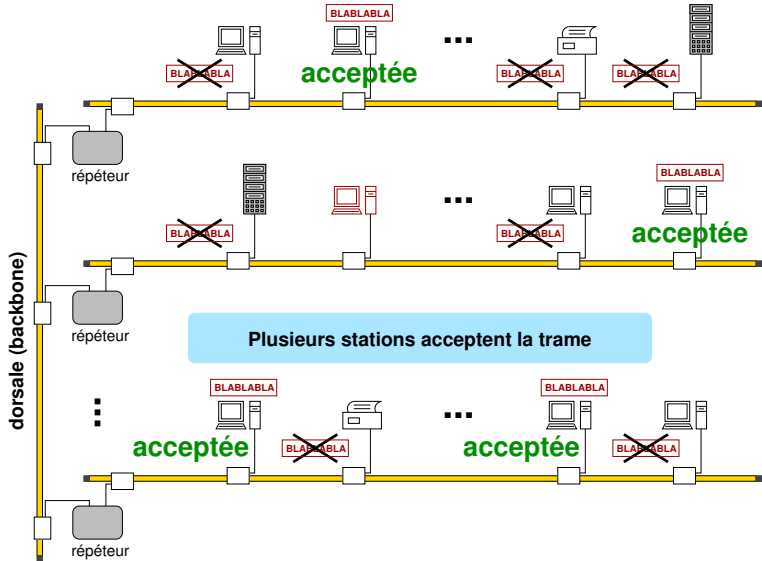 BLABLABLA
...
BLABLABLA acceptée BLABLABLA BLABLABLA
répéteur
BLABLABLA
...
BLABLABLA BLABLABLA acceptée
répéteur
dorsale (backbone)
Plusieurs stations acceptent la trame
BLABLABLA BLABLABLA
...
acceptée BLABLABLA acceptée BLABLABLA
répéteur